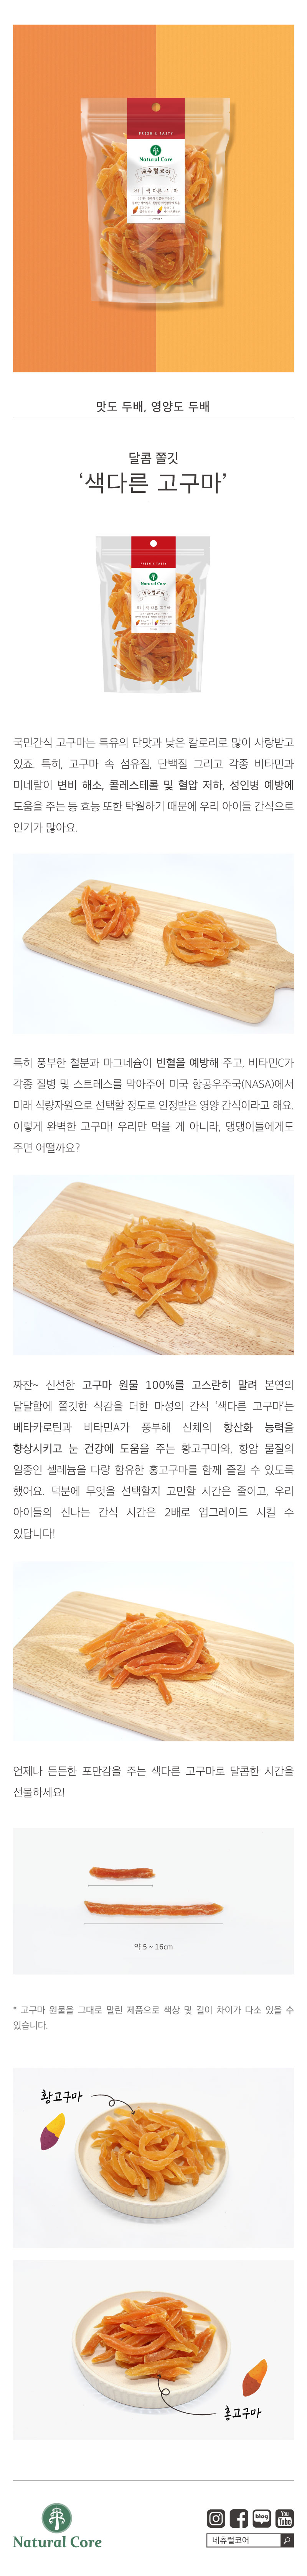 FRESH & TASTY
Natural Core
네츄럴코어
맛도 두배, 영양도 두배
달콤 쫄깃
‘색다른 고구마’
FRESH & TASTY
Natural Core
네츄럴코어
국민간식 고구마는 특유의 단맛과 낮은 칼로리로 많이 사랑받고
있죠. 특히, 고구마 속 섬유질, 단백질 그리고 각종 비타민과
미네랄이 변비 해소, 콜레스테롤 및 혈압 저하, 성인병 예방에
도움을 주는 등 효능 또한 탁월하기 때문에 우리 아이들 간식으로
인기가 많아요.
특히 풍부한 철분과 마그네슘이 빈혈을 예방해 주고, 비타민C가
각종 질병 및 스트레스를 막아주어 미국 항공우주국(NASA)에서
미래 식량자원으로 선택할 정도로 인정받은 영양 간식이라고 해요.
이렇게 완벽한 고구마! 우리만 먹을 게 아니라, 댕댕이들에게도
주면 어떨까요?
짜잔~ 신선한 고구마 원물 100%를 고스란히 말려 본연의
달달함에 쫄깃한 식감을 더한 마성의 간식 '색다른 고구마'는
베타카로틴과 비타민A가 풍부해 신체의 항산화 능력을
향상시키고 눈 건강에 도움을 주는 황고구마와, 항암 물질의
일종인 셀레늄을 다량 함유한 홍고구마를 함께 즐길 수 있도록
했어요. 덕분에 무엇을 선택할지 고민할 시간은 줄이고, 우리
아이들의 신나는 간식 시간은 2배로 업그레이드 시킬 수
있답니다!
언제나 든든한 포만감을 주는 색다른 고구마로 달콤한 시간을
선물하세요!
약 5 ~ 16cm
* 고구마 원물을 그대로 말린 제품으로 색상 및 길이 차이가 다소 있을 수
있습니다.
황고구마
홍고구마
Natural Core
blog
You
Tube
네츄럴코어